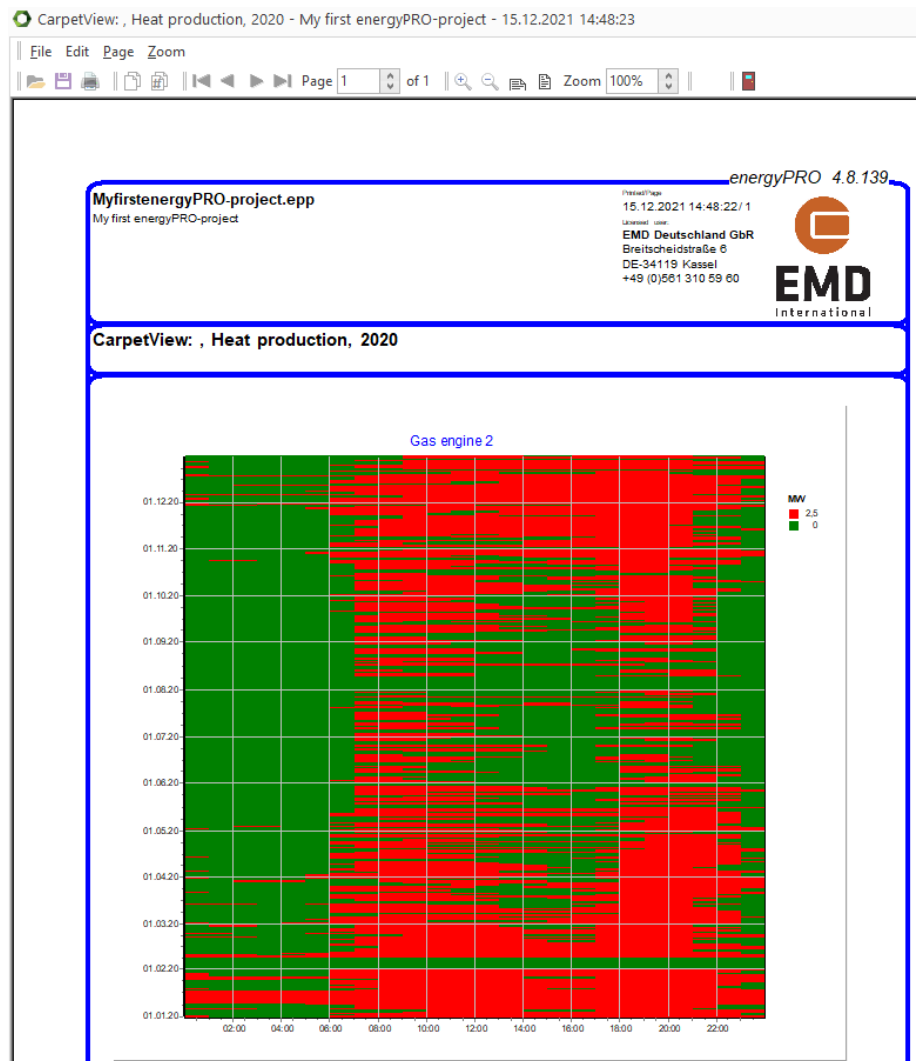 CarpetView: , Heat production, 2020 - My first energyPRO-project - 15.12.2021 14:48:23
File Edit Page Zoom
Page 1 of 1 Zoom 100%
energyPRO 4.8.139
MyfirstenergyPRO-project.epp
My first energyPRO-project
Printed/Page
15.12.2021 14:48:22/ 1
Licensed user:
EMD Deutschland GbR
Breitscheidstraße 6
DE-34119 Kassel
+49 (0)561 310 59 60
EMD
International
CarpetView: , Heat production, 2020
Gas engine 2
MW
2,5
0
01.12.20
01.11.20
01.10.20
01.09.20
01.08.20
01.07.20
01.06.20
01.05.20
01.04.20
01.03.20
01.02.20
01.01.20
02:00 04:00 06:00 08:00 10:00 12:00 14:00 16:00 18:00 20:00 22:00